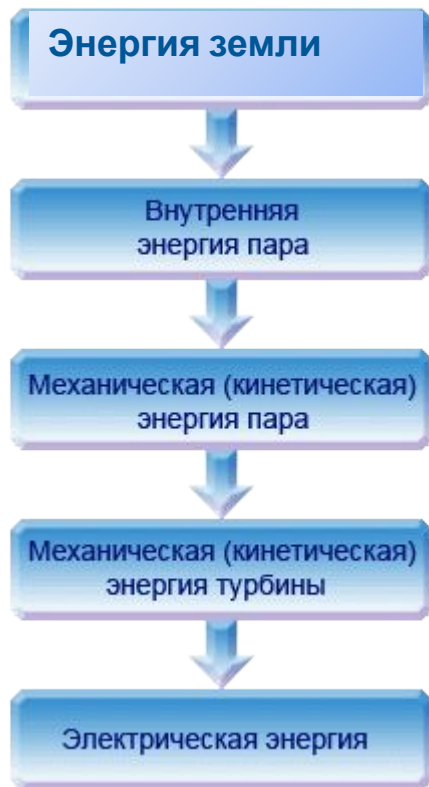 Энергия земли
Внутренняя
энергия пара
Механическая (кинетическая)
энергия пара
Механическая (кинетическая)
энергия турбины
Электрическая энергия